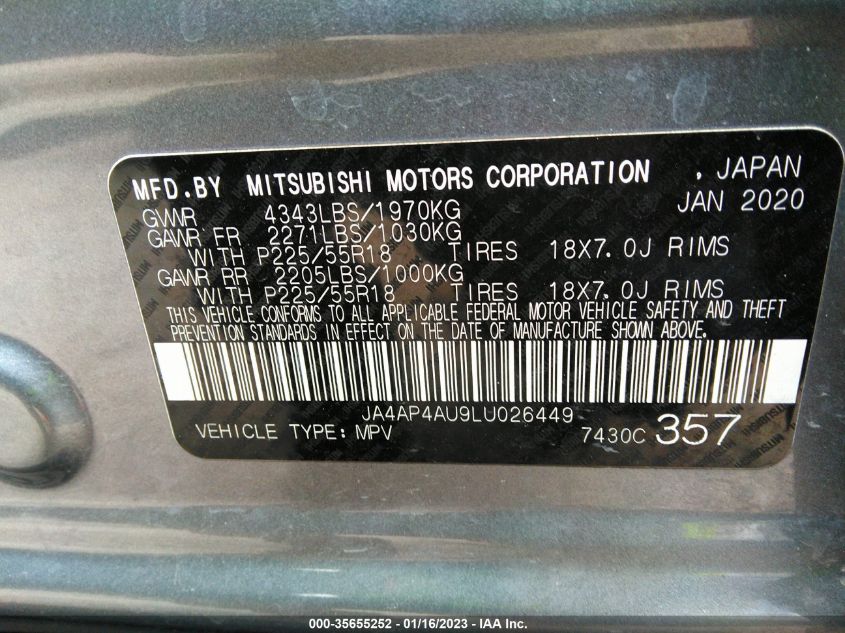 MFD.BY MITSUBISHI MOTORS CORPORATION , JAPAN
GVWR 4343LBS/1970KG JAN 2020
GAWR FR 2271LBS/1030KG
WITH P225/55R18 TIRES 18X7.0J RIMS
GAWR RR 2205LBS/1000KG
WITH P225/55R18 TIRES 18X7.0J RIMS
THIS VEHICLE CONFORMS TO ALL APPLICABLE FEDERAL MOTOR VEHICLE SAFETY AND THEFT
PREVENTION STANDARDS IN EFFECT ON THE DATE OF MANUFACTURE SHOWN ABOVE.
JA4AP4AU9LU026449
VEHICLE TYPE: MPV 7430C 357
000-35655252 - 01/16/2023 - IAA Inc.